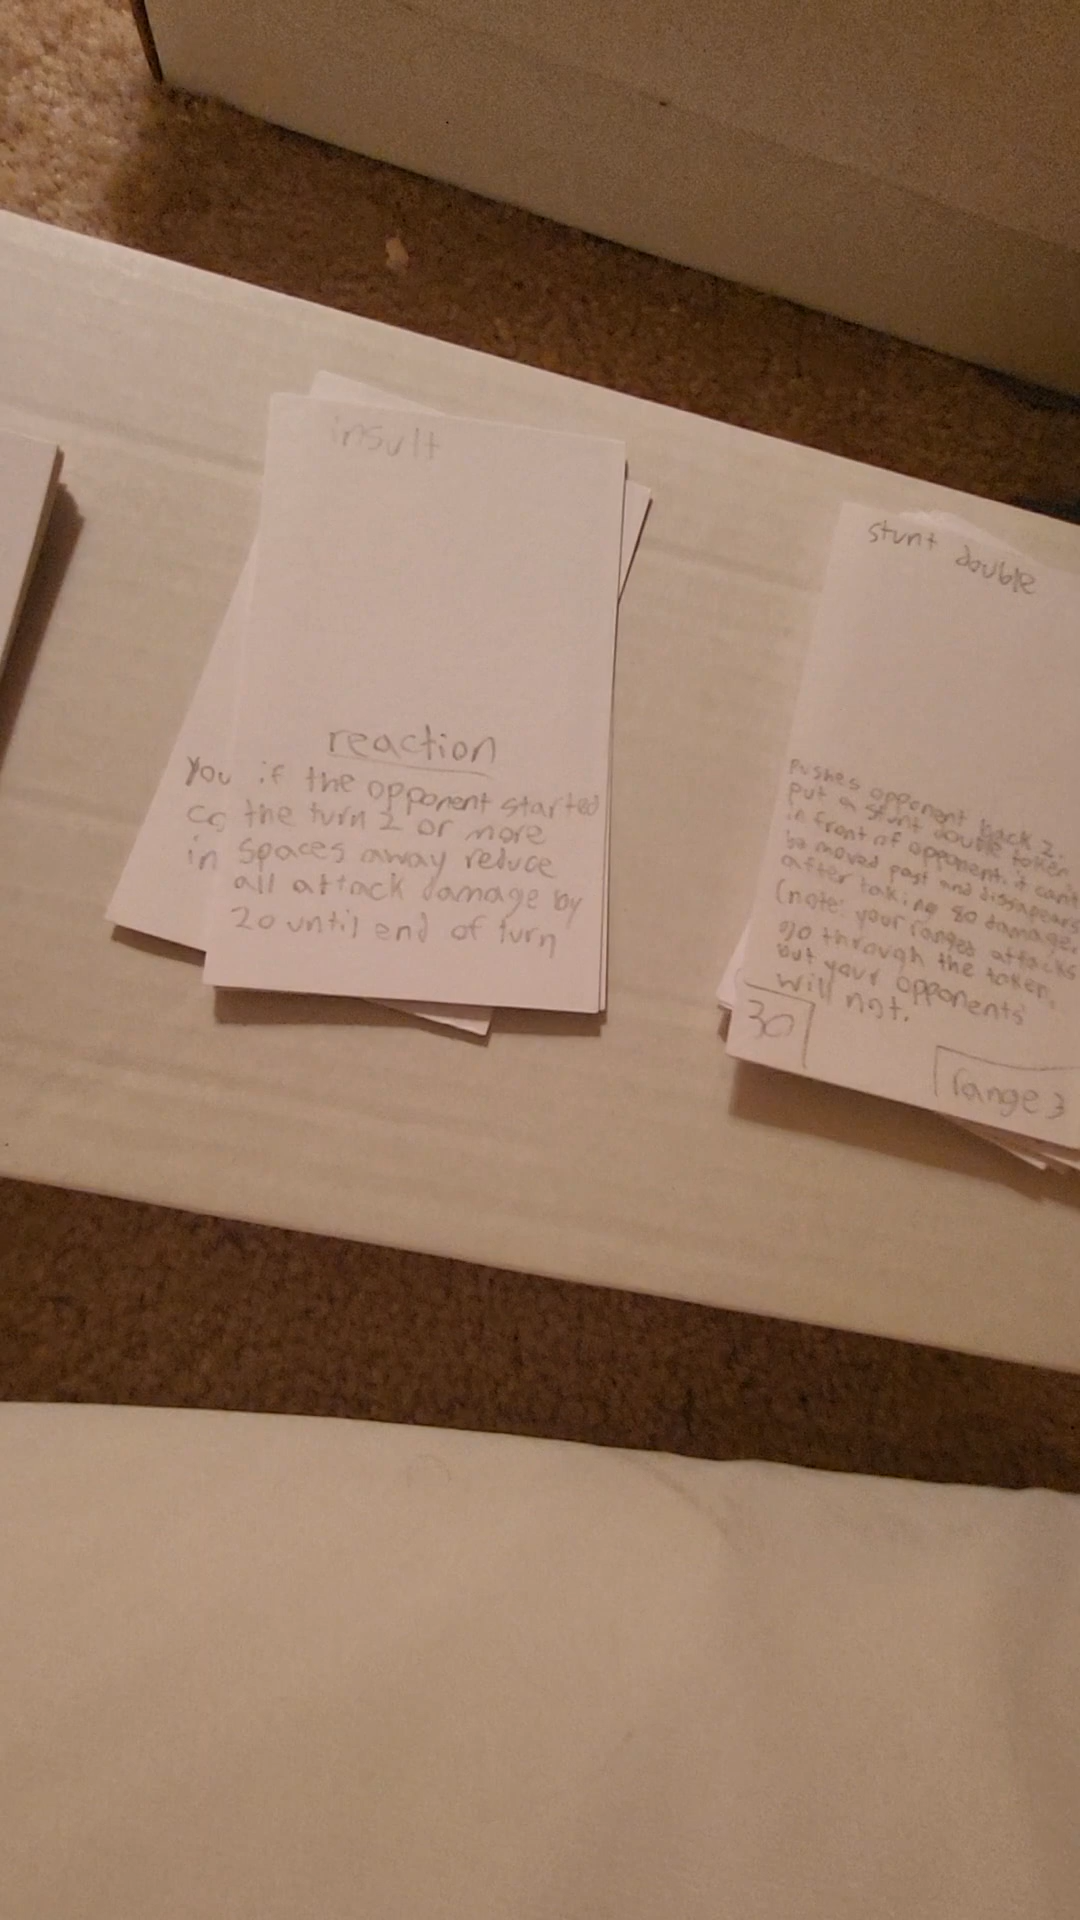 insult
reaction
if the opponent started
the turn 2 or more
spaces away reduce
all attack damage by
20 until end of turn
You
in
stunt double
pushes opponent back 2.
put a stunt double token
in front of opponent. it can't
be moved past and dissapears
after taking 80 damage.
(note: your ranged attacks
go through the token,
but your opponents
will not.
30
range 3